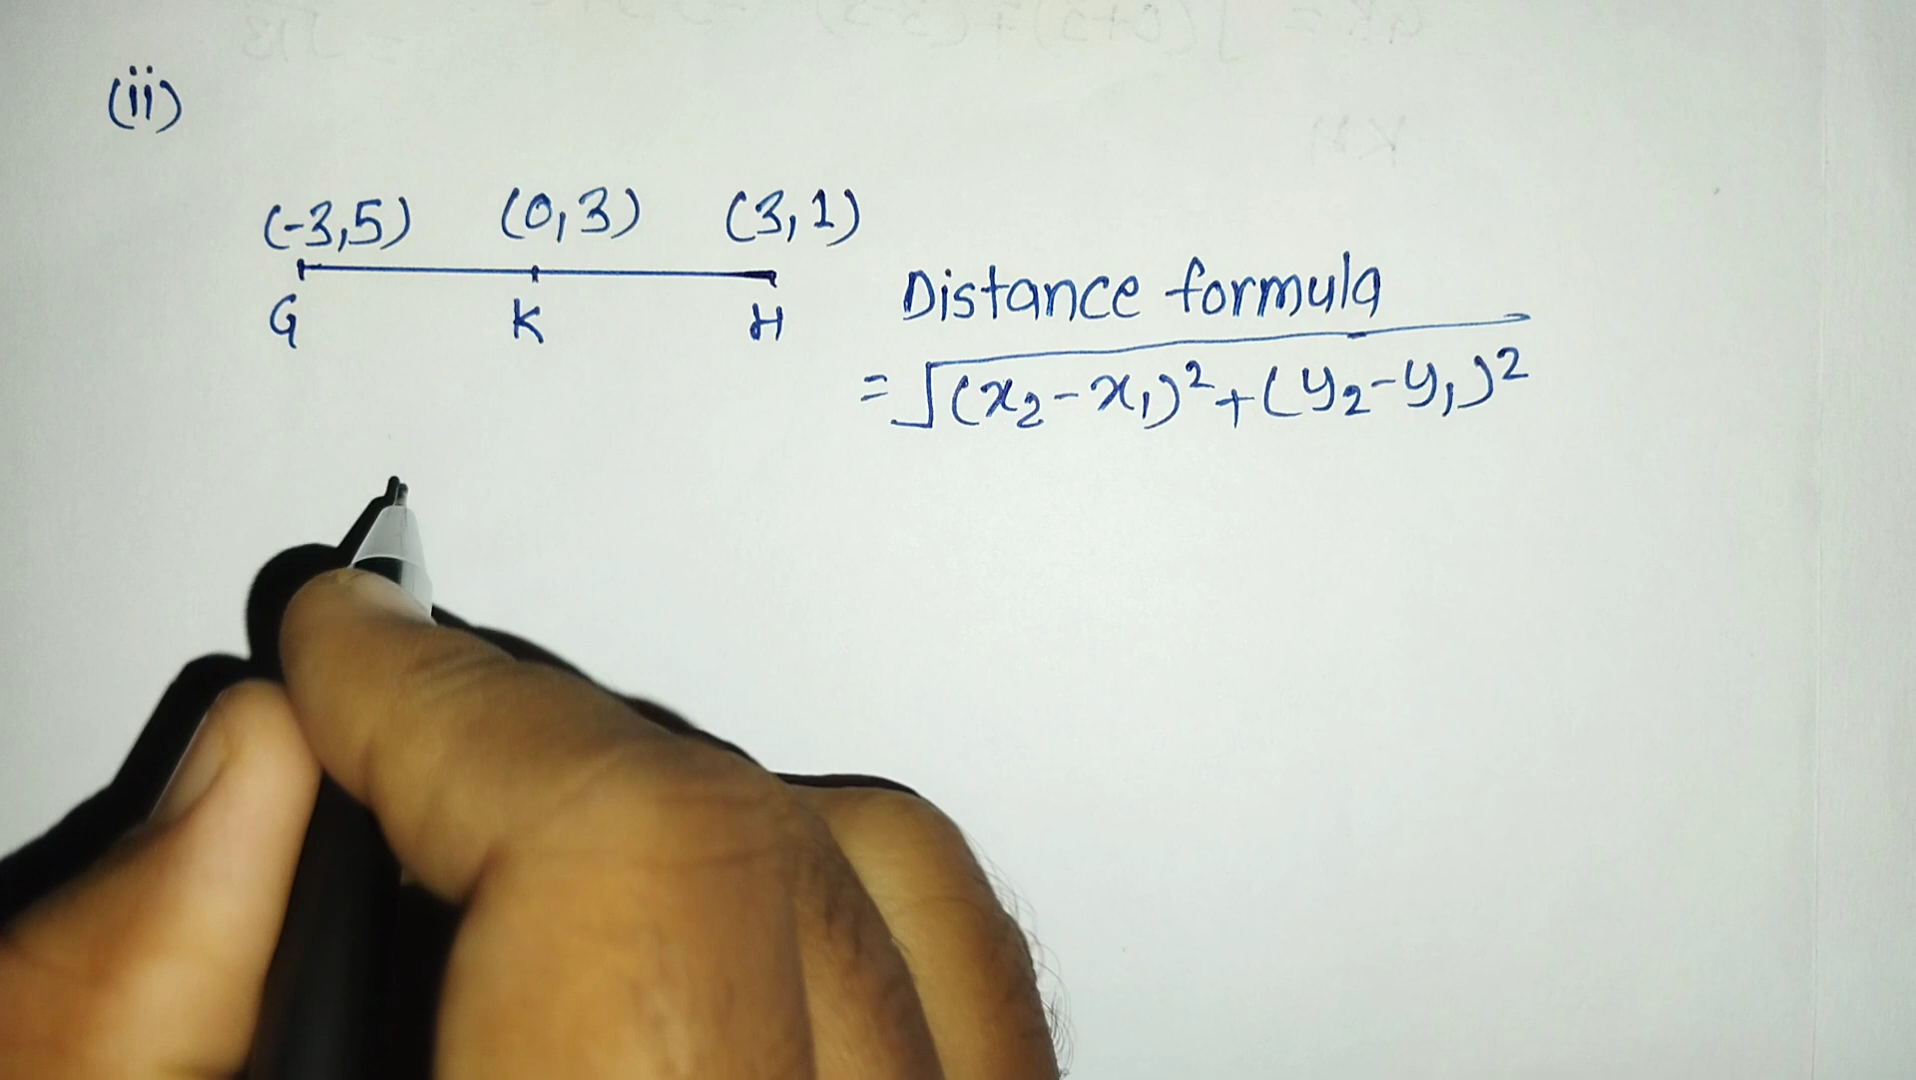 (ii)
(-3,5) (0,3) (3,1)
G K H
Distance formula
= √(x₂-x₁)²+(y₂-y₁)²